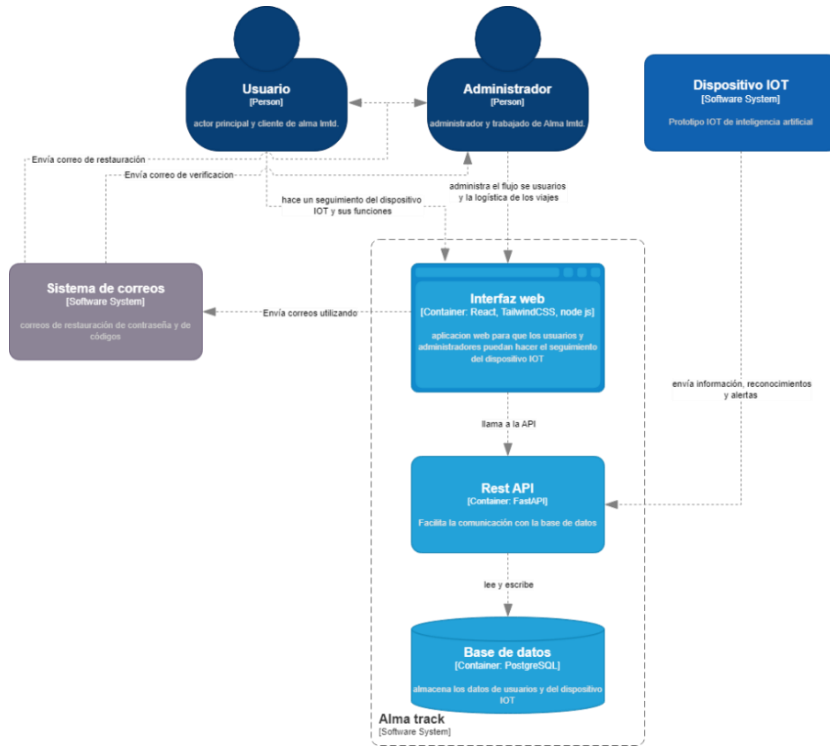 Usuario
[Person]
actor principal y cliente de alma lmtd.
Administrador
[Person]
administrador y trabajado de Alma lmtd.
Dispositivo IOT
[Software System]
Prototipo IOT de inteligencia artificial
Envía correo de restauración
Envía correo de verificacion
hace un seguimiento del dispositivo
IOT y sus funciones
administra el flujo se usuarios
y la logística de los viajes
Sistema de correos
[Software System]
correos de restauración de contraseña y de
códigos
Envía correos utilizando
Interfaz web
[Container: React, TailwindCSS, node js]
aplicacion web para que los usuarios y
administradores puedan hacer el seguimiento
del dispositivo IOT
envía información, reconocimientos
y alertas
llama a la API
Rest API
[Container: FastAPI]
Facilita la comunicación con la base de datos
lee y escribe
Base de datos
[Container: PostgreSQL]
almacena los datos de usuarios y del dispositivo
IOT
Alma track
[Software System]